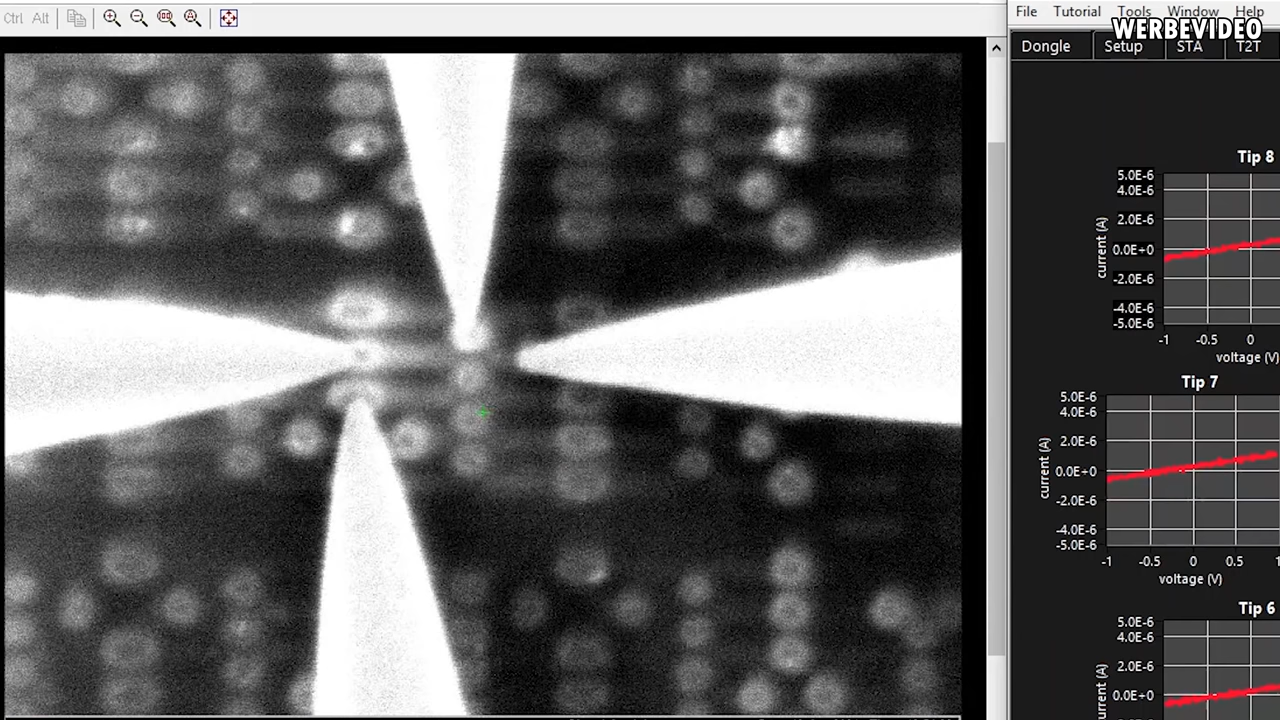 Ctrl Alt
File Tutorial Tools Window Help
WERBEVIDEO
Dongle Setup STA T2T
Tip 8
5.0E-6
4.0E-6
2.0E-6
0.0E+0
-2.0E-6
-4.0E-6
-5.0E-6
current (A)
-1 -0.5 0
voltage (V)
Tip 7
5.0E-6
4.0E-6
2.0E-6
0.0E+0
-2.0E-6
-4.0E-6
-5.0E-6
current (A)
-1 -0.5 0 0.5 1
voltage (V)
Tip 6
5.0E-6
4.0E-6
2.0E-6
0.0E+0
current (A)